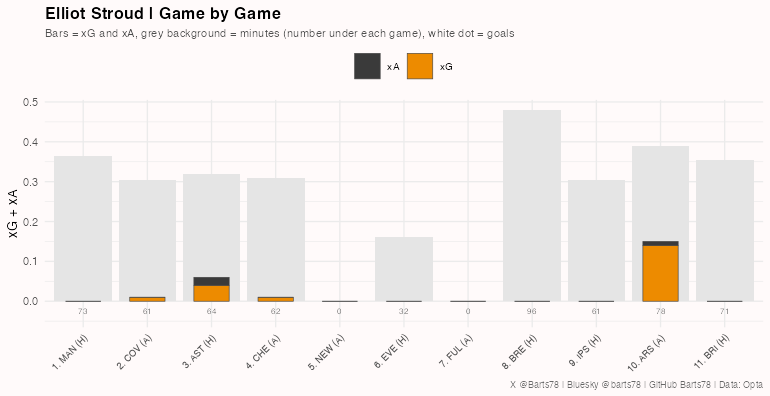 Elliot Stroud | Game by Game
Bars = xG and xA, grey background = minutes (number under each game), white dot = goals
xA xG
xG + xA
0.5
0.4
0.3
0.2
0.1
0.0
73 61 64 62 0 32 0 96 61 78 71
1. MAN (H) 2. COV (A) 3. AST (H) 4. CHE (A) 5. NEW (A) 6. EVE (H) 7. FUL (A) 8. BRE (H) 9. IPS (H) 10. ARS (A) 11. BRI (H)
X @Barts78 | Bluesky @barts78 | GitHub Barts78 | Data: Opta